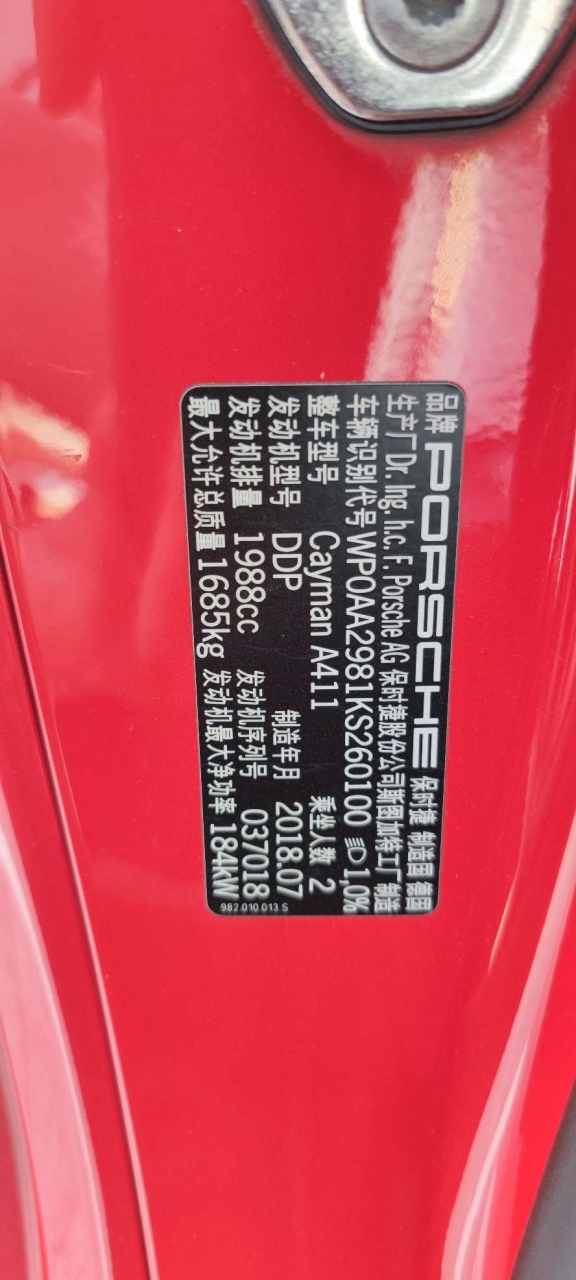 品牌 PORSCHE 保时捷 制造国 德国
生产厂Dr. Ing. h.c. F. Porsche AG 保时捷股份公司斯图加特工厂制造
车辆识别代号 WP0AA2981KS260100 1,0%
整车型号 Cayman A411 乘坐人数 2
发动机型号 DDP 制造年月 2018.07
发动机排量 1988cc 发动机序列号 037018
最大允许总质量 1685kg 发动机最大净功率 184kW
982.010.013 S